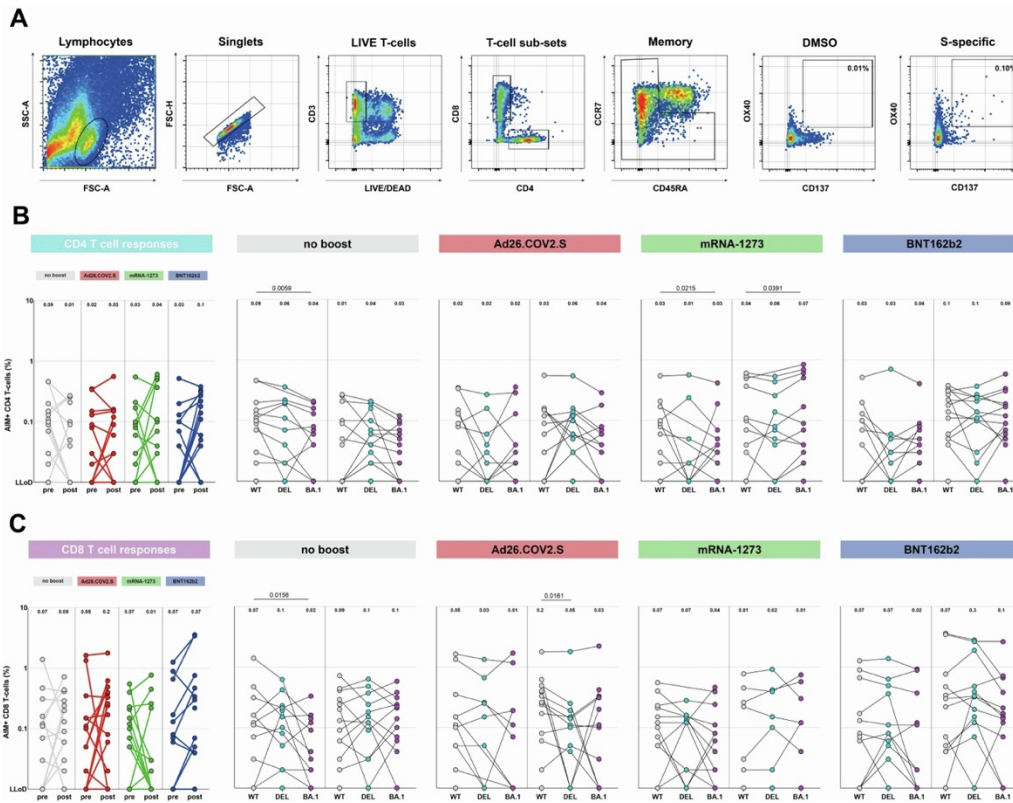 A
Lymphocytes Singlets LIVE T-cells T-cell sub-sets Memory DMSO S-specific
0.01% 0.10%
SSC-A FSC-H CD3 CD8 CCR7 OX40 OX40
FSC-A FSC-A LIVE/DEAD CD4 CD45RA CD137 CD137
B
CD4 T cell responses no boost Ad26.COV2.S mRNA-1273 BNT162b2
no boost Ad26.COV2.S mRNA-1273 BNT162b2
0.0059 0.0215 0.0391
10 0.09 0.01 0.02 0.03 0.03 0.04 0.03 0.1 0.09 0.06 0.04 0.01 0.04 0.03 0.02 0.02 0.02 0.03 0.01 0.03 0.04 0.06 0.07 0.03 0.03 0.04 0.1 0.1 0.09
1
AIM+ CD4 T-cells (%)
0.1
LLoD
pre post pre post pre post pre post WT DEL BA.1 WT DEL BA.1 WT DEL BA.1 WT DEL BA.1 WT DEL BA.1 WT DEL BA.1 WT DEL BA.1 WT DEL BA.1
C
CD8 T cell responses no boost Ad26.COV2.S mRNA-1273 BNT162b2
no boost Ad26.COV2.S mRNA-1273 BNT162b2
0.0156 0.0161
10 0.07 0.09 0.2 0.07 0.01 0.07 0.07 0.07 0.1 0.02 0.09 0.1 0.1 0.05 0.03 0.01 0.2 0.05 0.03 0.07 0.07 0.04 0.01 0.02 0.01 0.07 0.07 0.02 0.07 0.3 0.1
1
AIM+ CD8 T-cells (%)
0.1
LLoD
pre post pre post pre post pre post WT DEL BA.1 WT DEL BA.1 WT DEL BA.1 WT DEL BA.1 WT DEL BA.1 WT DEL BA.1 WT DEL BA.1 WT DEL BA.1